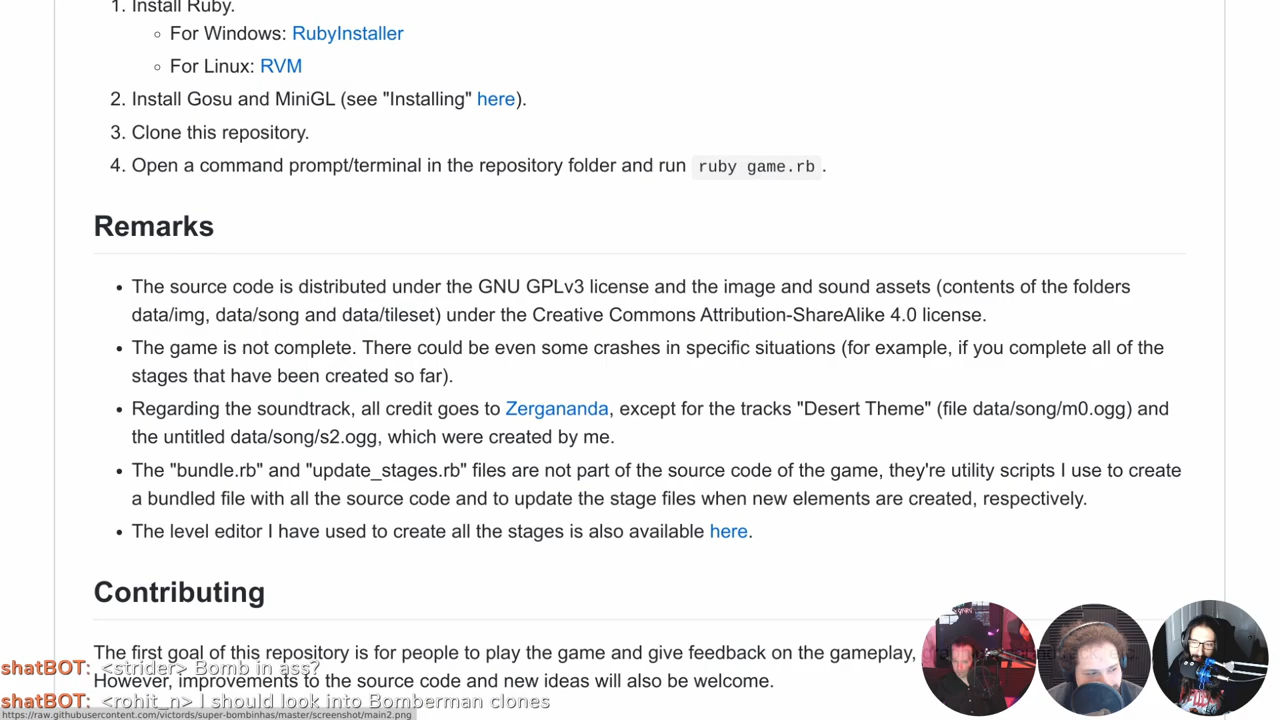 1. Install Ruby.
For Windows: RubyInstaller
For Linux: RVM
2. Install Gosu and MiniGL (see "Installing" here).
3. Clone this repository.
4. Open a command prompt/terminal in the repository folder and run ruby game.rb.
Remarks
The source code is distributed under the GNU GPLv3 license and the image and sound assets (contents of the folders
data/img, data/song and data/tileset) under the Creative Commons Attribution-ShareAlike 4.0 license.
The game is not complete. There could be even some crashes in specific situations (for example, if you complete all of the
stages that have been created so far).
Regarding the soundtrack, all credit goes to Zergananda, except for the tracks "Desert Theme" (file data/song/m0.ogg) and
the untitled data/song/s2.ogg, which were created by me.
The "bundle.rb" and "update_stages.rb" files are not part of the source code of the game, they're utility scripts I use to create
a bundled file with all the source code and to update the stage files when new elements are created, respectively.
The level editor I have used to create all the stages is also available here.
Contributing
The first goal of this repository is for people to play the game and give feedback on the gameplay,
shatBOT: <strider> Bomb in ass?
However, improvements to the source code and new ideas will also be welcome.
shatBOT: <rohit_n> I should look into Bomberman clones
https://raw.githubusercontent.com/victords/super-bombinhas/master/screenshot/main2.png